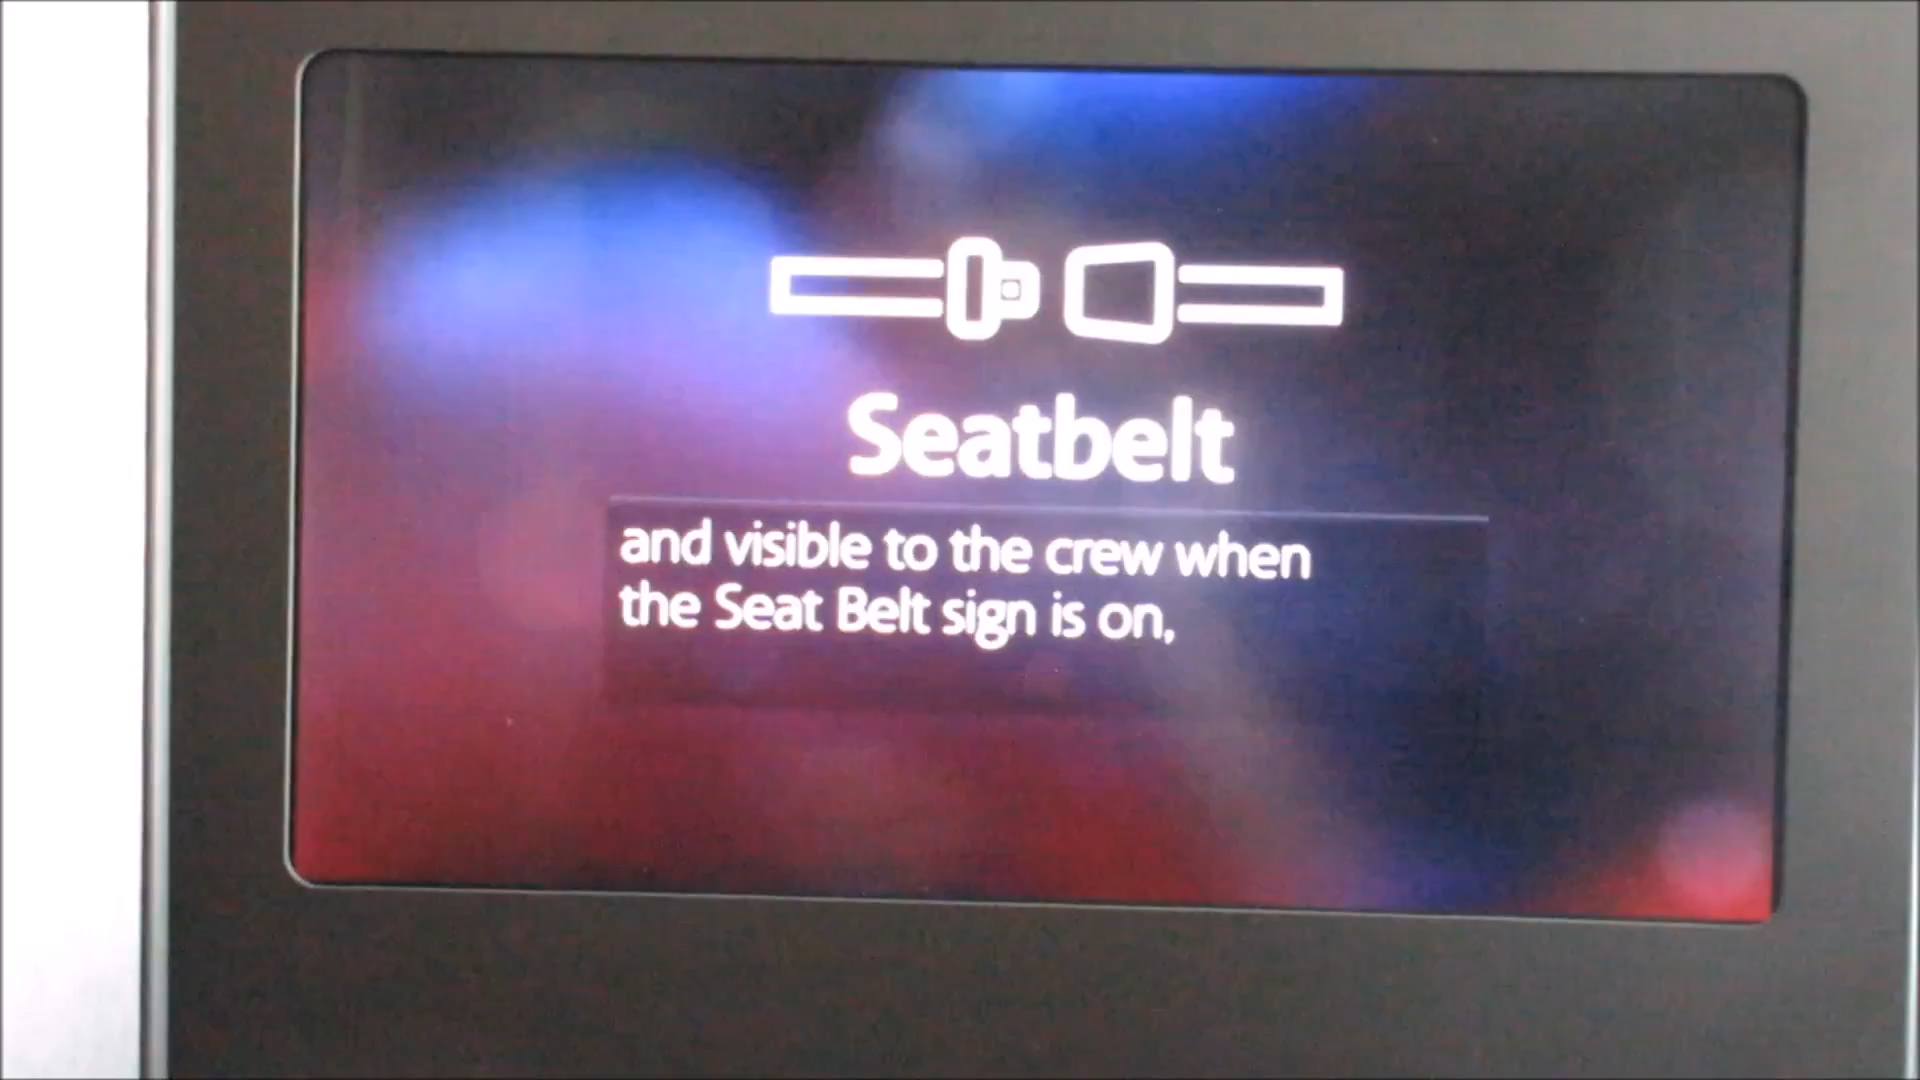 Seatbelt
and visible to the crew when
the Seat Belt sign is on,